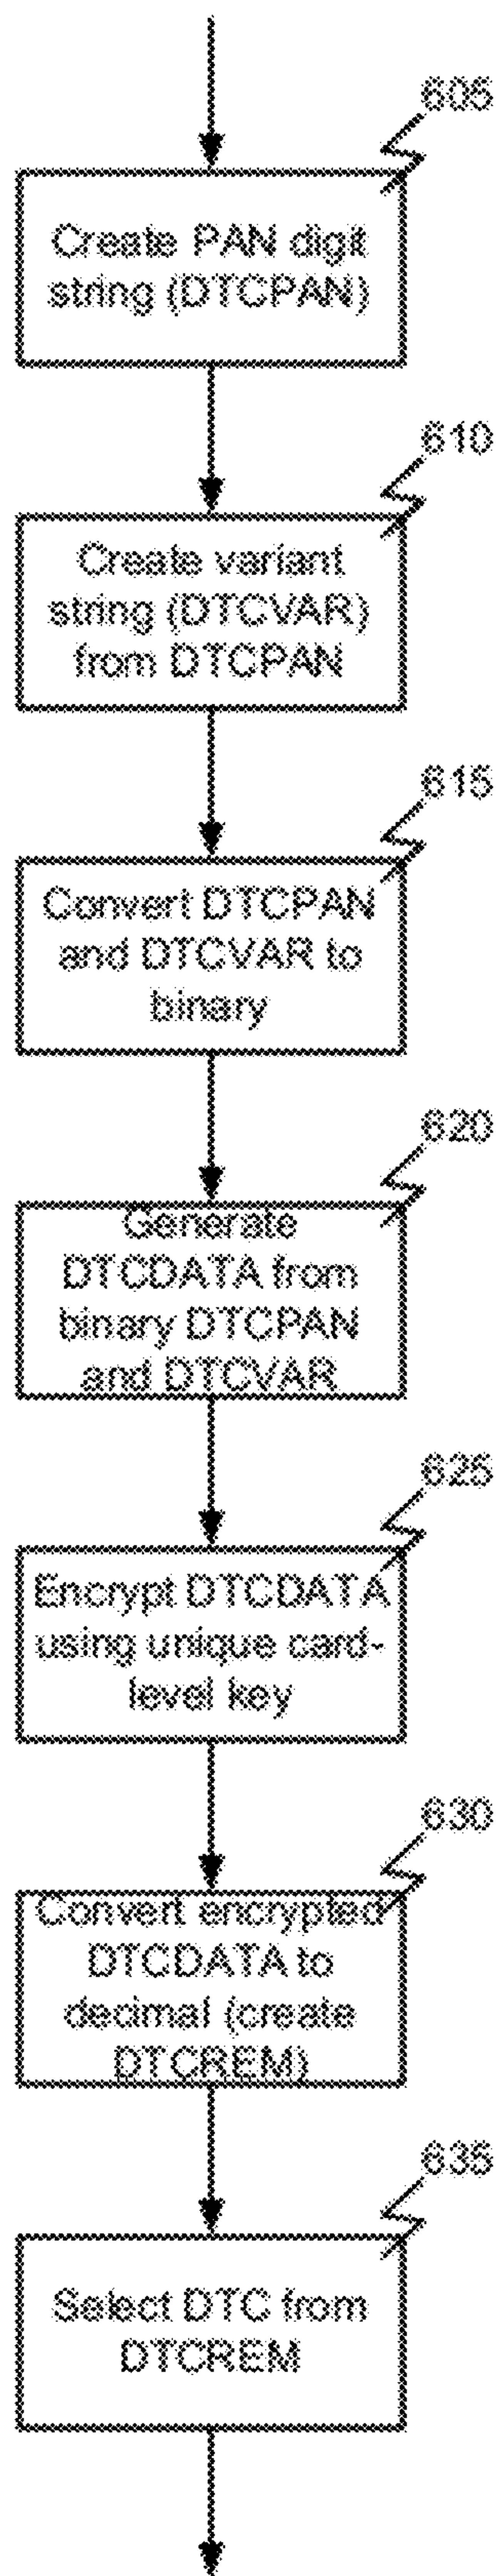 605
Create PAN digit
string (DTCPAN)
610
Create variant
string (DTCVAR)
from DTCPAN
615
Convert DTCPAN
and DTCVAR to
binary
620
Generate
DTCDATA from
binary DTCPAN
and DTCVAR
625
Encrypt DTCDATA
using unique card-
level key
630
Convert encrypted
DTCDATA to
decimal (create
DTCREM)
635
Select DTC from
DTCREM